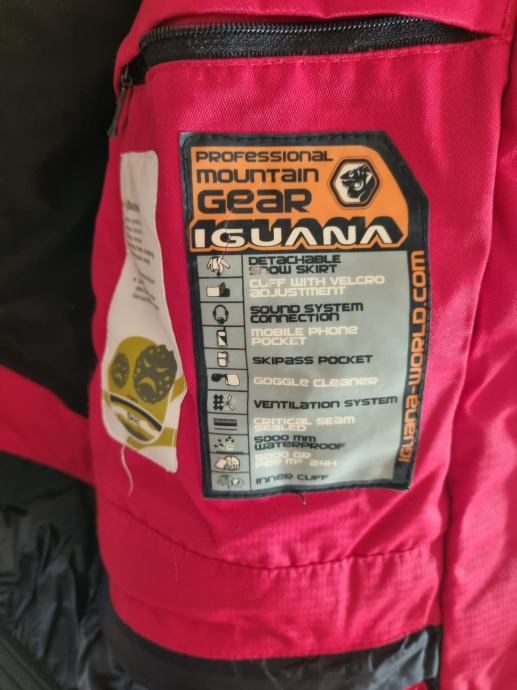 PROFESSIONAL
MOUNTAIN
GEAR
IGUANA
DETACHABLE
SNOW SKIRT
CUFF WITH VELCRO
ADJUSTMENT
SOUND SYSTEM
CONNECTION
MOBILE PHONE
POCKET
SKIPASS POCKET
GOGGLE CLEANER
VENTILATION SYSTEM
CRITICAL SEAM
SEALED
5000 MM
WATERPROOF
5000 GR
PER M² 24H
INNER CUFF
IGUANA-WORLD.COM